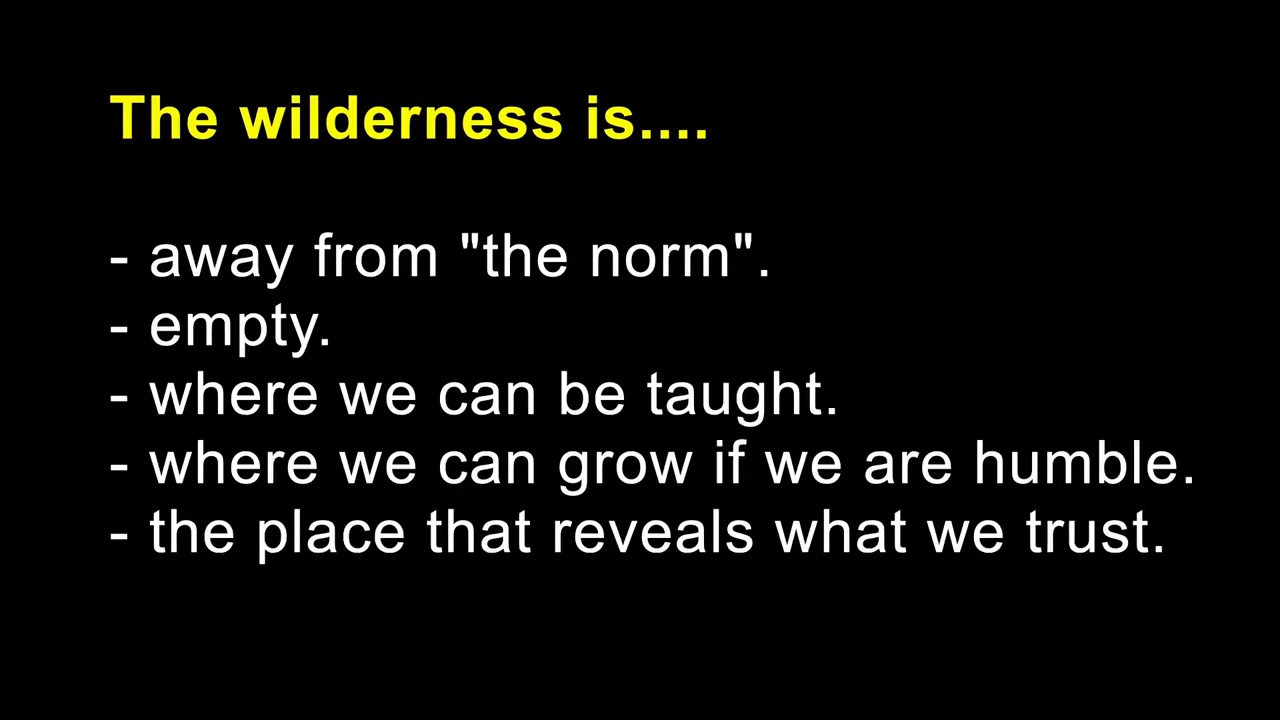 The wilderness is....
- away from "the norm".
- empty.
- where we can be taught.
- where we can grow if we are humble.
- the place that reveals what we trust.